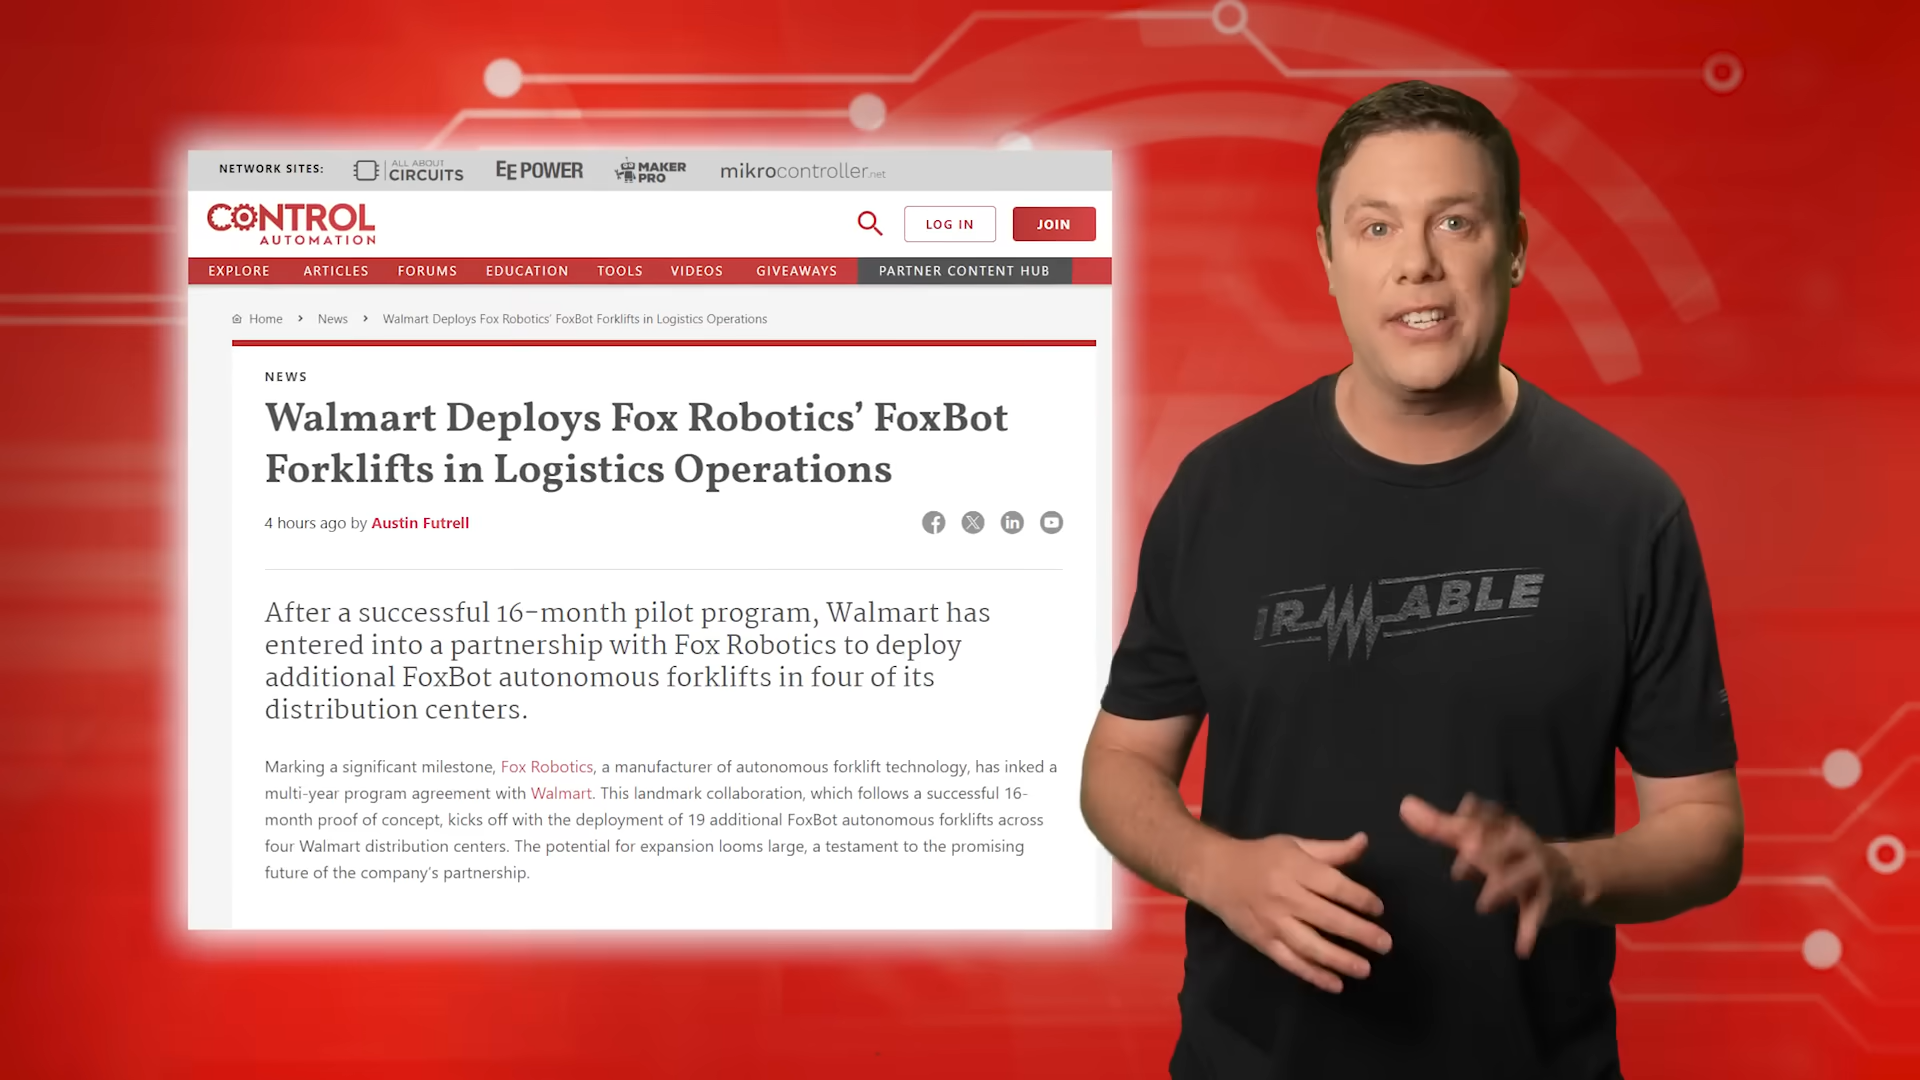 NETWORK SITES:
ALL ABOUT CIRCUITS
EE POWER
MAKER PRO
mikrocontroller.net
CONTROL
AUTOMATION
LOG IN
JOIN
EXPLORE ARTICLES FORUMS EDUCATION TOOLS VIDEOS GIVEAWAYS PARTNER CONTENT HUB
Home > News > Walmart Deploys Fox Robotics’ FoxBot Forklifts in Logistics Operations
NEWS
Walmart Deploys Fox Robotics’ FoxBot
Forklifts in Logistics Operations
4 hours ago by Austin Futrell
After a successful 16-month pilot program, Walmart has
entered into a partnership with Fox Robotics to deploy
additional FoxBot autonomous forklifts in four of its
distribution centers.
Marking a significant milestone, Fox Robotics, a manufacturer of autonomous forklift technology, has inked a
multi-year program agreement with Walmart. This landmark collaboration, which follows a successful 16-
month proof of concept, kicks off with the deployment of 19 additional FoxBot autonomous forklifts across
four Walmart distribution centers. The potential for expansion looms large, a testament to the promising
future of the company’s partnership.